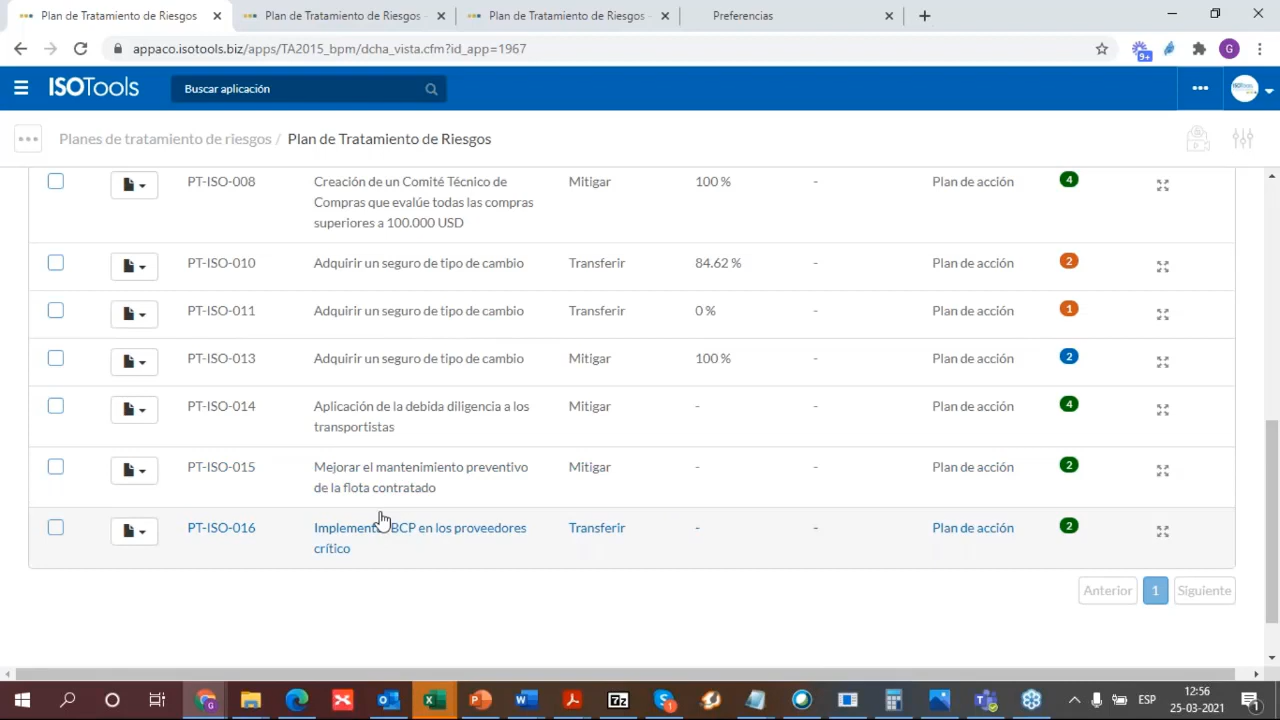 Plan de Tratamiento de Riesgos
Plan de Tratamiento de Riesgos -
Plan de Tratamiento de Riesgos -
Preferencias
appaco.isotools.biz/apps/TA2015_bpm/dcha_vista.cfm?id_app=1967
9+
G
ISOTools
Buscar aplicación
Planes de tratamiento de riesgos / Plan de Tratamiento de Riesgos
PT-ISO-008 Creación de un Comité Técnico de Mitigar 100 % - Plan de acción 4
Compras que evalúe todas las compras
superiores a 100.000 USD
PT-ISO-010 Adquirir un seguro de tipo de cambio Transferir 84.62 % - Plan de acción 2
PT-ISO-011 Adquirir un seguro de tipo de cambio Transferir 0 % - Plan de acción 1
PT-ISO-013 Adquirir un seguro de tipo de cambio Mitigar 100 % - Plan de acción 2
PT-ISO-014 Aplicación de la debida diligencia a los Mitigar - - Plan de acción 4
transportistas
PT-ISO-015 Mejorar el mantenimiento preventivo Mitigar - - Plan de acción 2
de la flota contratado
PT-ISO-016 Implement BCP en los proveedores Transferir - - Plan de acción 2
crítico
Anterior 1 Siguiente
ESP
12:56
25-03-2021